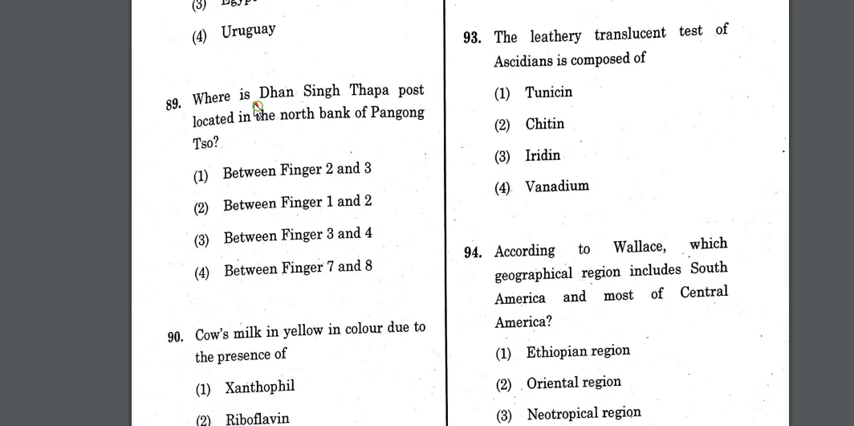 (3)
(4) Uruguay
89. Where is Dhan Singh Thapa post
located in the north bank of Pangong
Tso?
(1) Between Finger 2 and 3
(2) Between Finger 1 and 2
(3) Between Finger 3 and 4
(4) Between Finger 7 and 8
90. Cow's milk in yellow in colour due to
the presence of
(1) Xanthophil
(2) Riboflavin
93. The leathery translucent test of
Ascidians is composed of
(1) Tunicin
(2) Chitin
(3) Iridin
(4) Vanadium
94. According to Wallace, which
geographical region includes South
America and most of Central
America?
(1) Ethiopian region
(2) Oriental region
(3) Neotropical region